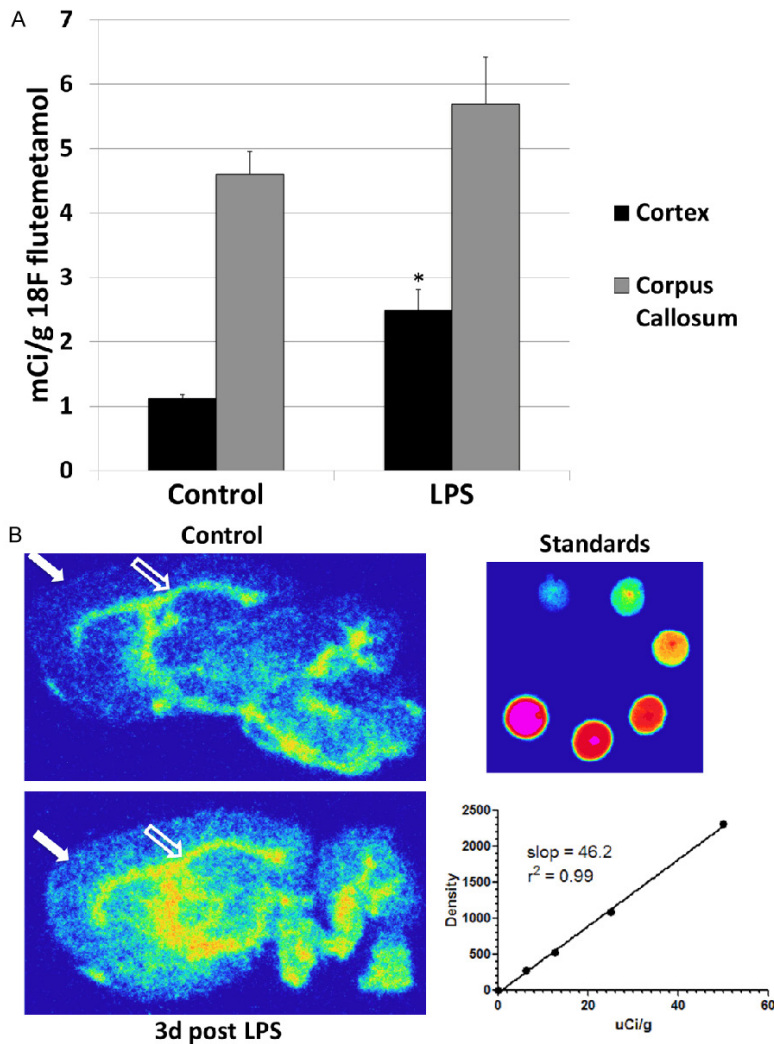 A
7
6
5
4
3
2
1
0
mCi/g 18F flutemetamol
*
Control
LPS
Cortex
Corpus
Callosum
B
Control
Standards
3d post LPS
2500
2000
1500
1000
500
0
Density
slop = 46.2
r² = 0.99
0
20
40
60
uCi/g